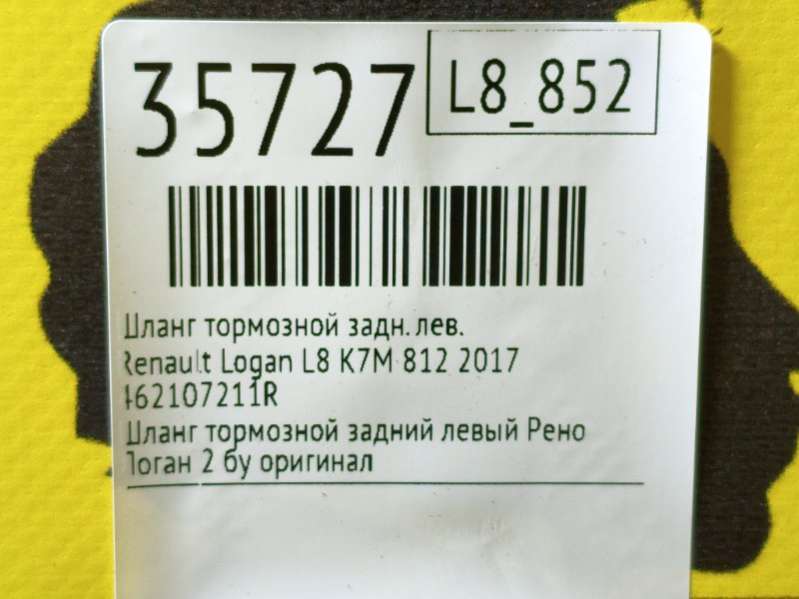 35727
L8_852
Шланг тормозной задн. лев.
Renault Logan L8 K7M 812 2017
462107211R
Шланг тормозной задний левый Рено
Логан 2 бу оригинал